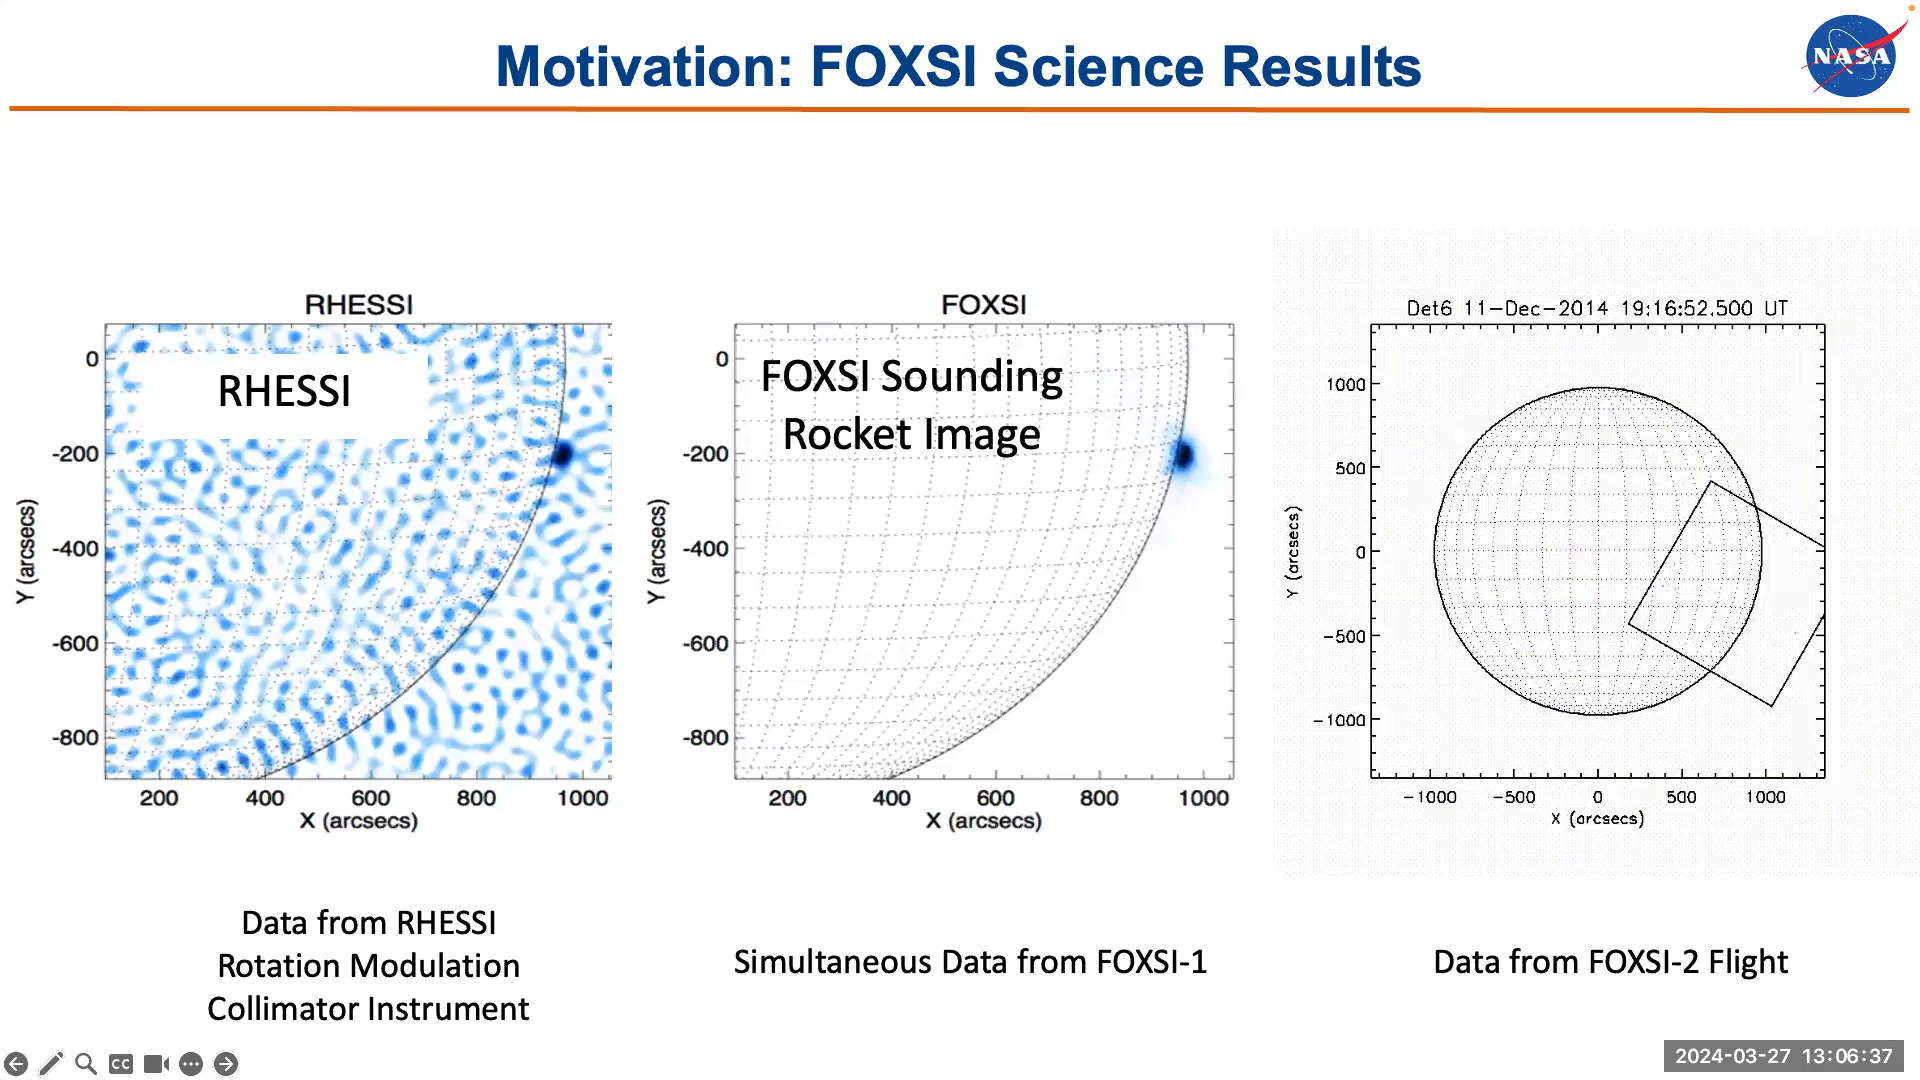 Motivation: FOXSI Science Results
NASA
RHESSI
RHESSI
0
-200
-400
-600
-800
Y (arcsecs)
200 400 600 800 1000
X (arcsecs)
Data from RHESSI
Rotation Modulation
Collimator Instrument
FOXSI
FOXSI Sounding
Rocket Image
0
-200
-400
-600
-800
Y (arcsecs)
200 400 600 800 1000
X (arcsecs)
Simultaneous Data from FOXSI-1
Det6 11-Dec-2014 19:16:52.500 UT
1000
500
0
-500
-1000
Y (arcsecs)
-1000 -500 0 500 1000
X (arcsecs)
Data from FOXSI-2 Flight
CC
2024-03-27 13:06:37